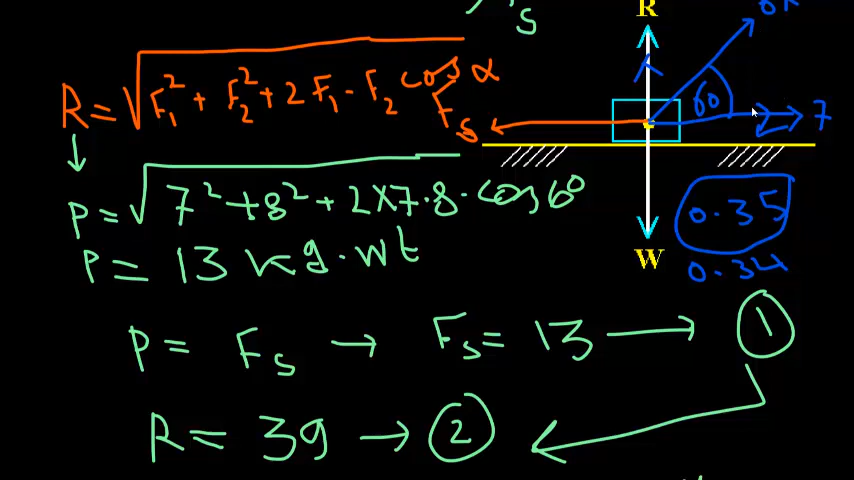 R
S
R = √F₁² + F₂² + 2 F₁ - F₂ cos α
Fs
60
7
P = √7² + 8² + 2 × 7 · 8 · cos 60
0.35
W
0.34
P = 13 kg · wt
P = Fs → Fs = 13 → 1
R = 39 → 2